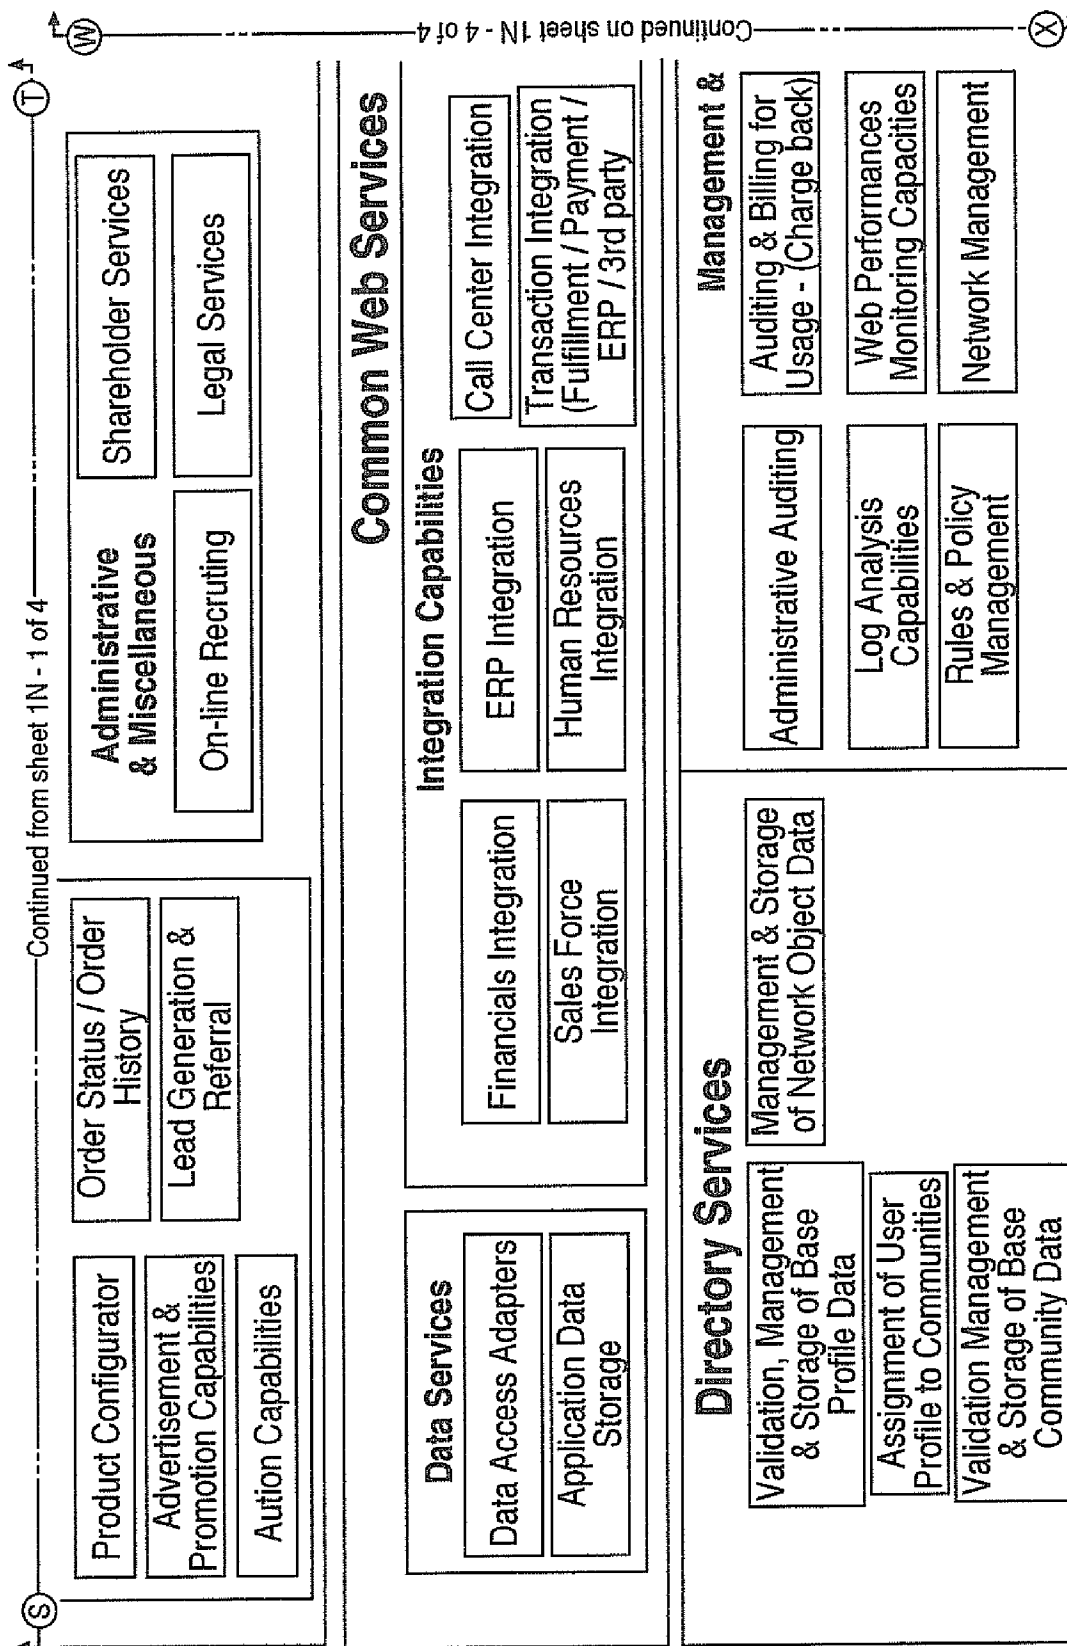 Continued from sheet 1N - 1 of 4
S
T
W
Continued on sheet 1N - 4 of 4
X
Product Configurator
Advertisement &
Promotion Capabilities
Aution Capabilities
Order Status / Order
History
Lead Generation &
Referral
Administrative
& Miscellaneous
On-line Recruting
Shareholder Services
Legal Services
Common Web Services
Data Services
Data Access Adapters
Application Data
Storage
Integration Capabilities
Financials Integration
Sales Force
Integration
ERP Integration
Human Resources
Integration
Call Center Integration
Transaction Integration
(Fulfillment / Payment /
ERP / 3rd party
Directory Services
Validation, Management
& Storage of Base
Profile Data
Assignment of User
Profile to Communities
Validation Management
& Storage of Base
Community Data
Management & Storage
of Network Object Data
Management &
Administrative Auditing
Log Analysis
Capabilities
Rules & Policy
Management
Auditing & Billing for
Usage - (Charge back)
Web Performances
Monitoring Capacities
Network Management